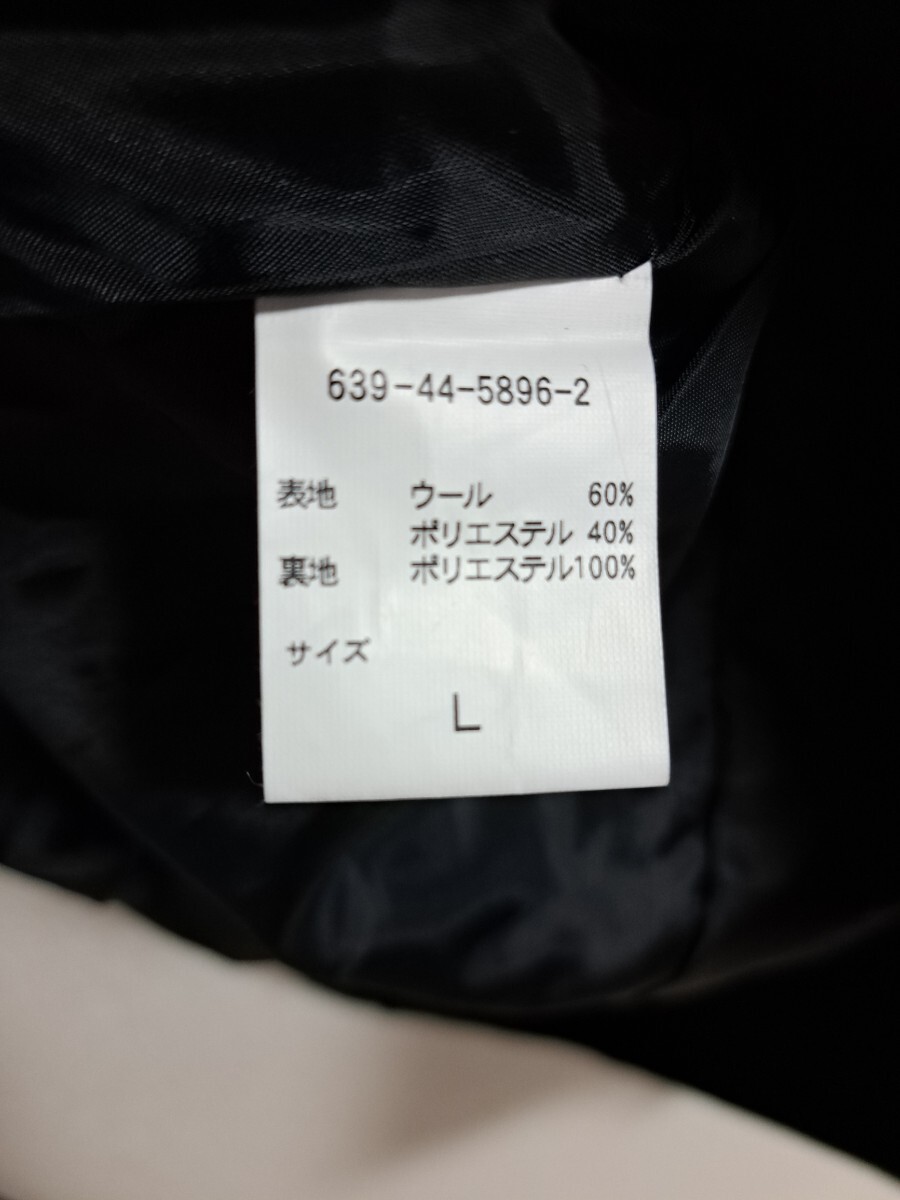 639-44-5896-2
表地 ウール 60%
ポリエステル 40%
裏地 ポリエステル100%
サイズ
L